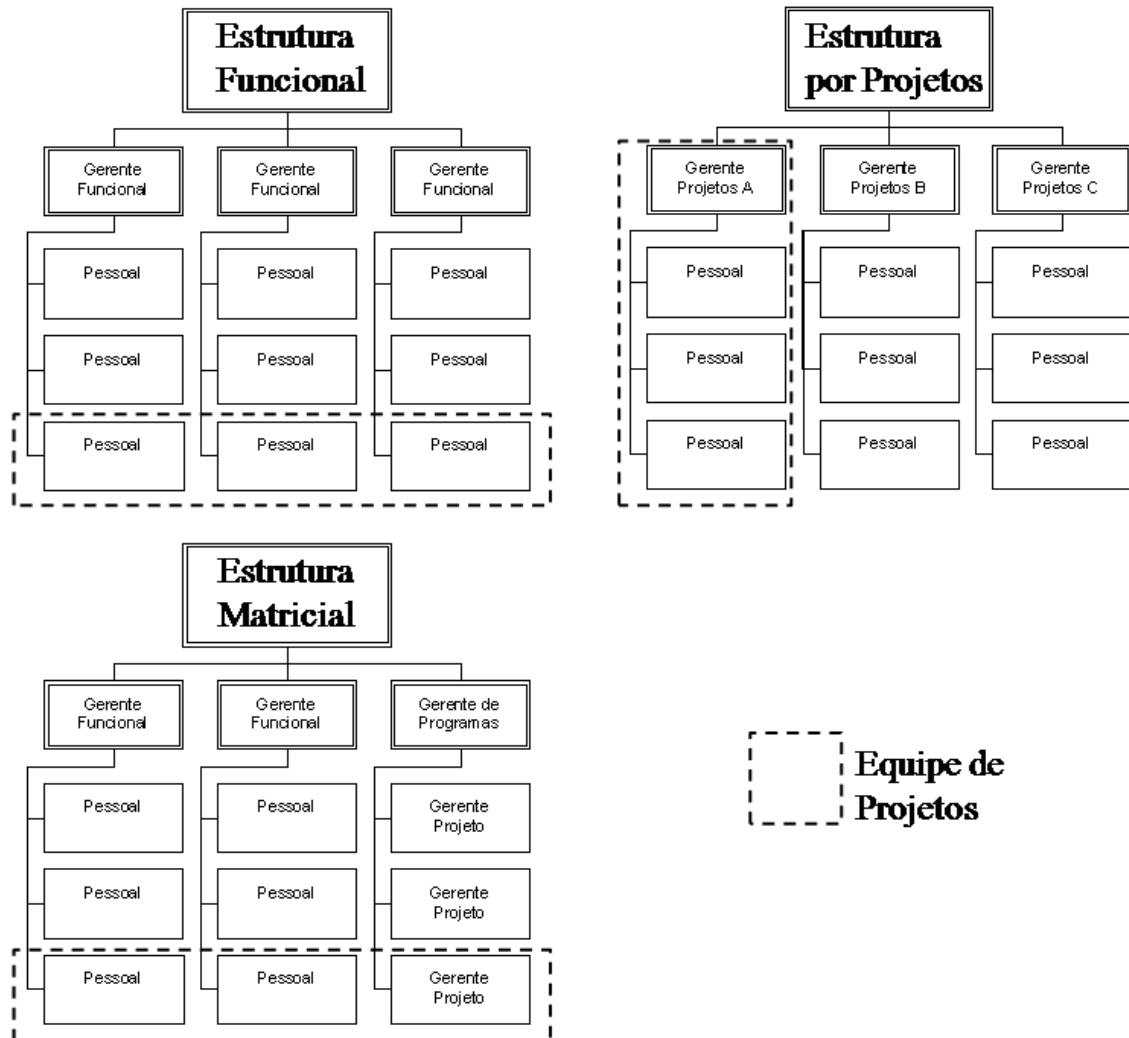 Estrutura
Funcional
Gerente
Funcional
Gerente
Funcional
Gerente
Funcional
Pessoal
Pessoal
Pessoal
Pessoal
Pessoal
Pessoal
Pessoal
Pessoal
Pessoal
Estrutura
por Projetos
Gerente
Projetos A
Gerente
Projetos B
Gerente
Projetos C
Pessoal
Pessoal
Pessoal
Pessoal
Pessoal
Pessoal
Pessoal
Pessoal
Pessoal
Estrutura
Matricial
Gerente
Funcional
Gerente
Funcional
Gerente de
Programas
Pessoal
Pessoal
Gerente
Projeto
Pessoal
Pessoal
Gerente
Projeto
Pessoal
Pessoal
Gerente
Projeto
Equipe de
Projetos